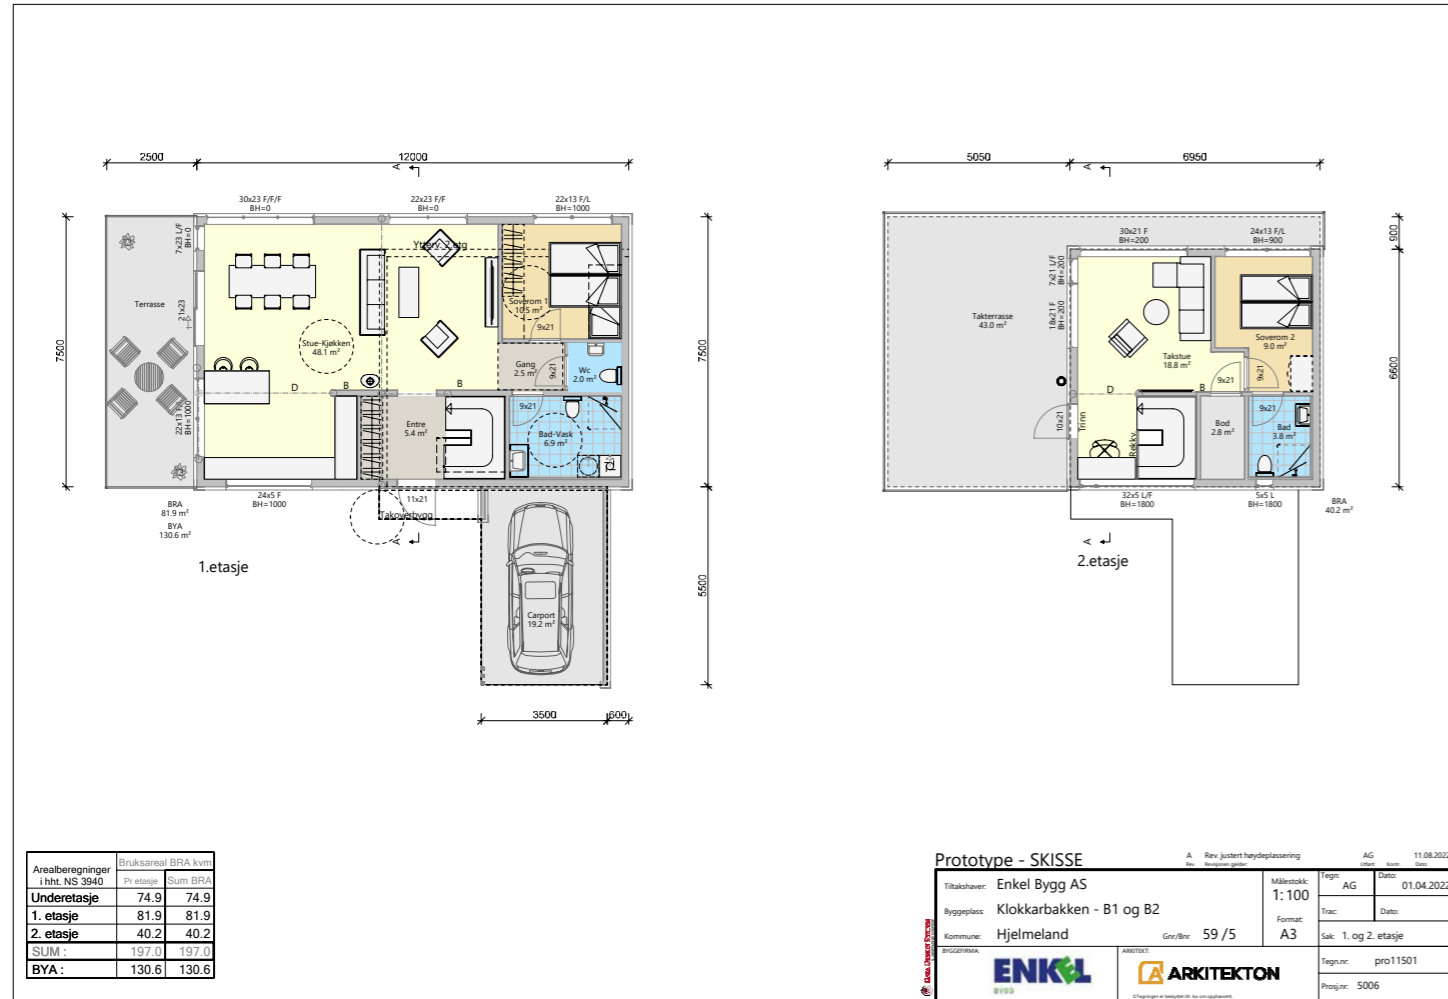 2500
12000
A
30x23 F/F/F
BH=0
22x23 F/F
BH=0
22x13 F/L
BH=1000
7x23 L/F
BH=0
Ytterv. 2.etg
Terrasse
21x23
Soverom 1
10.5 m²
9x21
Stue-Kjøkken
48.1 m²
Gang
2.5 m²
9x21
Wc
2.0 m²
7500
7500
D
B
B
22x13 F/L
BH=1000
Entre
5.4 m²
9x21
Bad-Vask
6.9 m²
24x5 F
BH=1000
11x21
Takoverbygg
BRA
81.9 m²
BYA
130.6 m²
A
1.etasje
Carport
19.2 m²
5500
3500
600
5050
6950
A
30x21 F
BH=200
24x13 F/L
BH=900
900
7x21 L/F
BH=200
18x21 F
BH=200
Takterrasse
43.0 m²
Soverom 2
9.0 m²
Takstue
18.8 m²
9x21
9x21
6600
D
B
10x21
Trinn
Rekkv.
Bod
2.8 m²
9x21
Bad
3.8 m²
32x5 L/F
BH=1800
5x5 L
BH=1800
BRA
40.2 m²
A
2.etasje
Arealberegninger
i hht. NS 3940
Bruksareal BRA kvm
Pr etasje Sum BRA
Underetasje 74.9 74.9
1. etasje 81.9 81.9
2. etasje 40.2 40.2
SUM : 197.0 197.0
BYA : 130.6 130.6
Prototype - SKISSE
A Rev. justert høydeplassering AG 11.08.2022
Rev. Revisjonen gjelder: Utført: Kontr: Dato:
Tiltakshaver: Enkel Bygg AS
Målestokk:
1:100
Tegn:
AG
Dato:
01.04.2022
Byggeplass: Klokkarbakken - B1 og B2
Format:
A3
Trac:
Dato:
Kommune: Hjelmeland
Gnr/Bnr 59 /5
Sak: 1. og 2. etasje
BYGGEFIRMA:
ENKEL
BYGG
ARKITEKT:
ARKITEKTON
Tegn.nr: pro11501
Prosj.nr: 5006